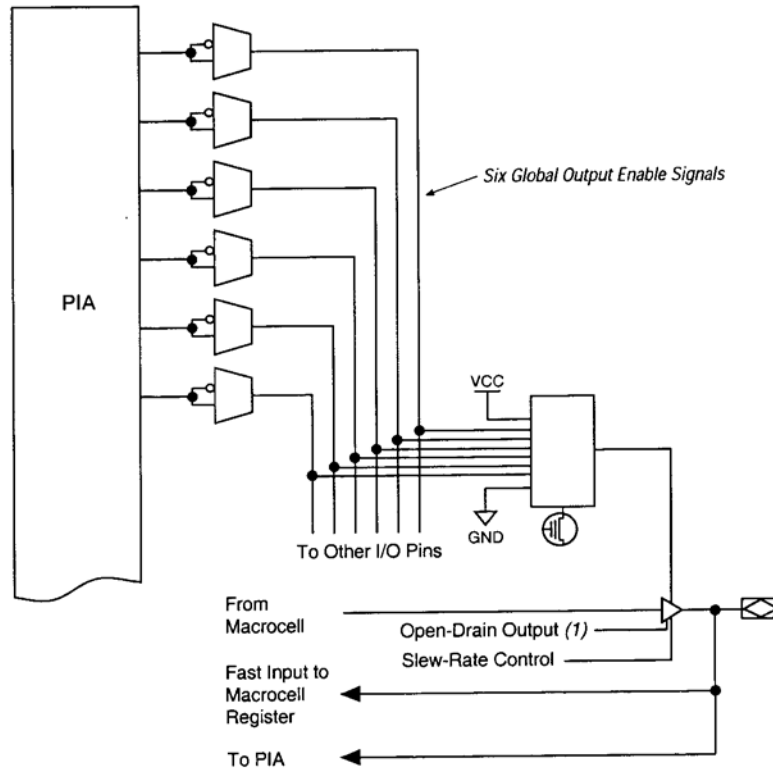 Six Global Output Enable Signals
PIA
VCC
GND
To Other I/O Pins
From
Macrocell
Open-Drain Output (1)
Slew-Rate Control
Fast Input to
Macrocell
Register
To PIA